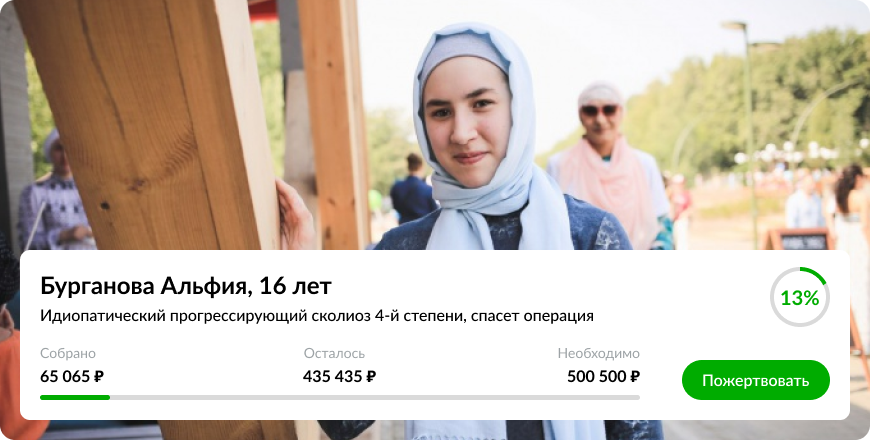 Бурганова Альфия, 16 лет
13%
Идиопатический прогрессирующий сколиоз 4-й степени, спасет операция
Собрано Осталось Необходимо
65 065 ₽ 435 435 ₽ 500 500 ₽
Пожертвовать